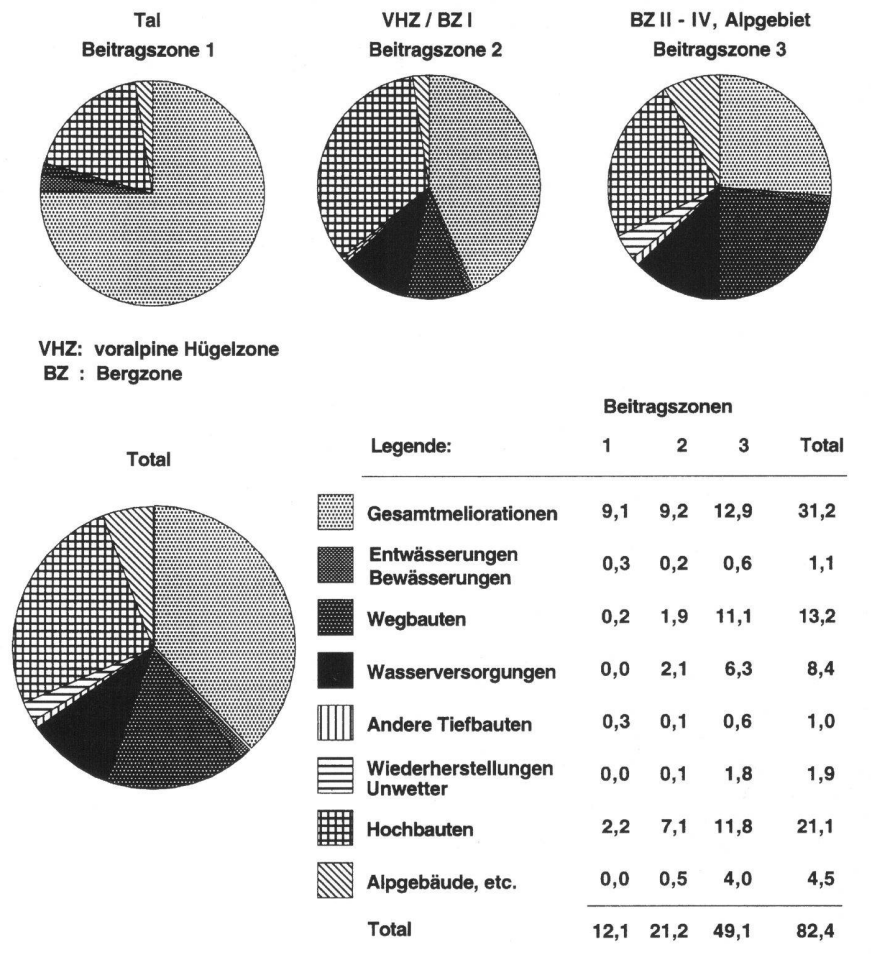 Tal
Beitragszone 1
VHZ / BZ I
Beitragszone 2
BZ II - IV, Alpgebiet
Beitragszone 3
VHZ: voralpine Hügelzone
BZ : Bergzone
Total
Beitragszonen
Legende: 1 2 3 Total
Gesamtmeliorationen 9,1 9,2 12,9 31,2
Entwässerungen
Bewässerungen 0,3 0,2 0,6 1,1
Wegbauten 0,2 1,9 11,1 13,2
Wasserversorgungen 0,0 2,1 6,3 8,4
Andere Tiefbauten 0,3 0,1 0,6 1,0
Wiederherstellungen
Unwetter 0,0 0,1 1,8 1,9
Hochbauten 2,2 7,1 11,8 21,1
Alpgebäude, etc. 0,0 0,5 4,0 4,5
Total 12,1 21,2 49,1 82,4